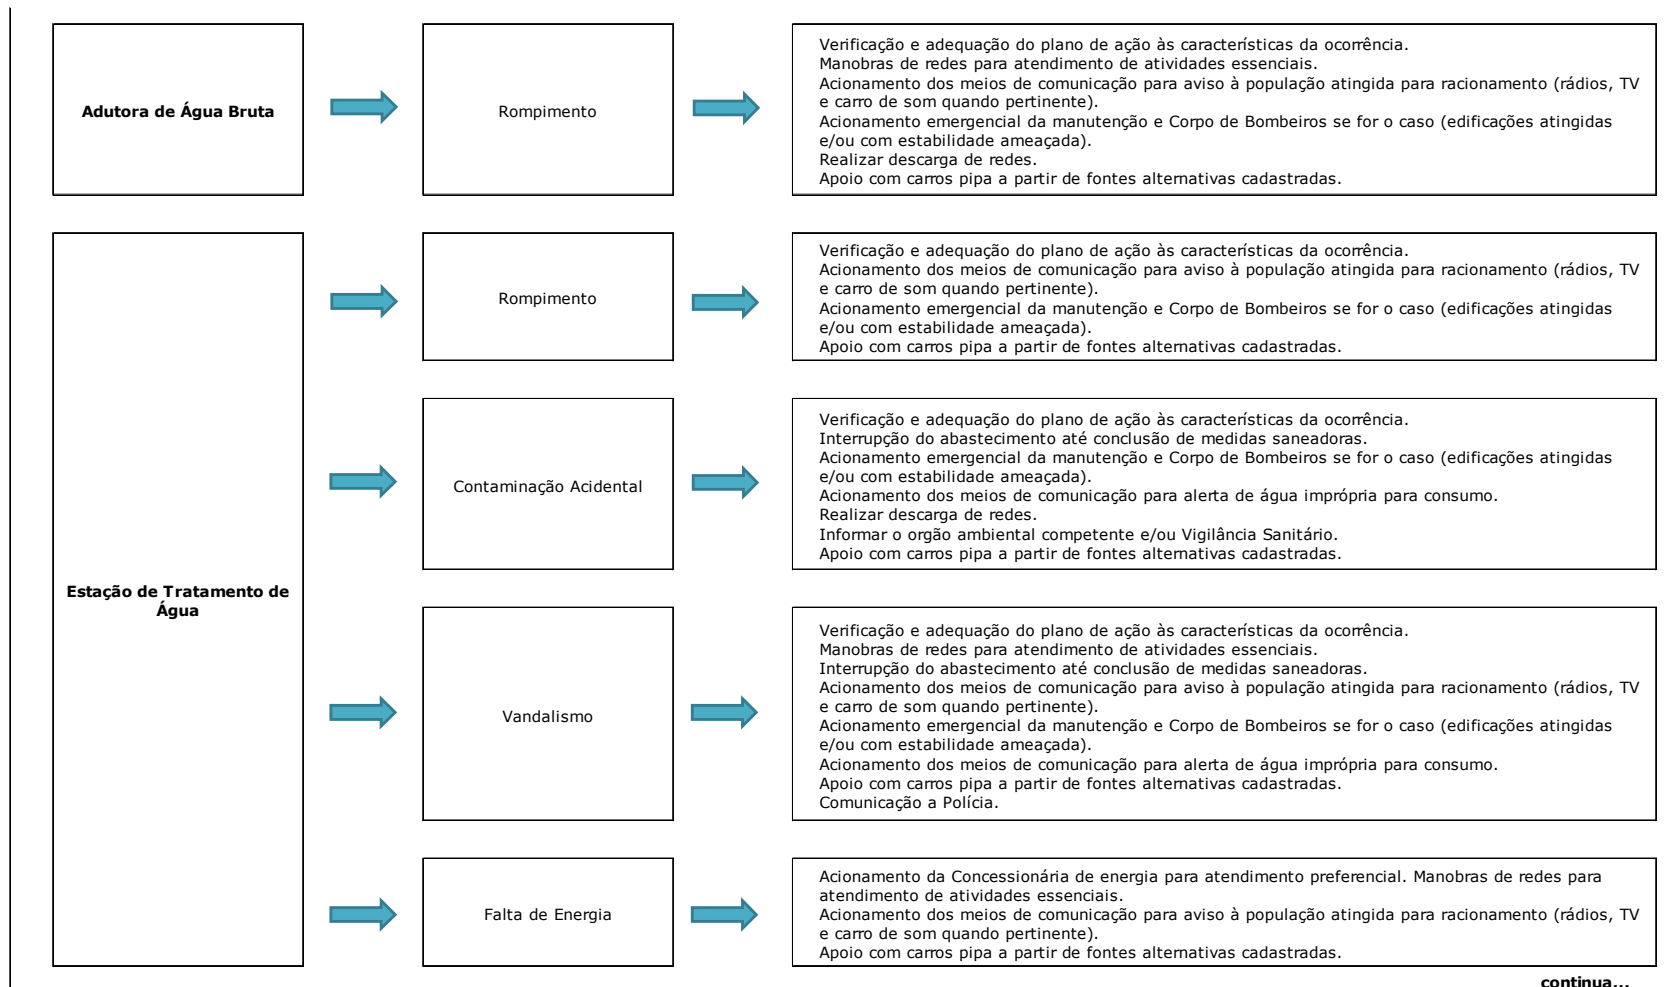 Adutora de Água Bruta
Rompimento
Verificação e adequação do plano de ação às características da ocorrência.
Manobras de redes para atendimento de atividades essenciais.
Acionamento dos meios de comunicação para aviso à população atingida para racionamento (rádios, TV
e carro de som quando pertinente).
Acionamento emergencial da manutenção e Corpo de Bombeiros se for o caso (edificações atingidas
e/ou com estabilidade ameaçada).
Realizar descarga de redes.
Apoio com carros pipa a partir de fontes alternativas cadastradas.
Estação de Tratamento de
Água
Rompimento
Verificação e adequação do plano de ação às características da ocorrência.
Acionamento dos meios de comunicação para aviso à população atingida para racionamento (rádios, TV
e carro de som quando pertinente).
Acionamento emergencial da manutenção e Corpo de Bombeiros se for o caso (edificações atingidas
e/ou com estabilidade ameaçada).
Apoio com carros pipa a partir de fontes alternativas cadastradas.
Contaminação Acidental
Verificação e adequação do plano de ação às características da ocorrência.
Interrupção do abastecimento até conclusão de medidas saneadoras.
Acionamento emergencial da manutenção e Corpo de Bombeiros se for o caso (edificações atingidas
e/ou com estabilidade ameaçada).
Acionamento dos meios de comunicação para alerta de água imprópria para consumo.
Realizar descarga de redes.
Informar o orgão ambiental competente e/ou Vigilância Sanitário.
Apoio com carros pipa a partir de fontes alternativas cadastradas.
Vandalismo
Verificação e adequação do plano de ação às características da ocorrência.
Manobras de redes para atendimento de atividades essenciais.
Interrupção do abastecimento até conclusão de medidas saneadoras.
Acionamento dos meios de comunicação para aviso à população atingida para racionamento (rádios, TV
e carro de som quando pertinente).
Acionamento emergencial da manutenção e Corpo de Bombeiros se for o caso (edificações atingidas
e/ou com estabilidade ameaçada).
Acionamento dos meios de comunicação para alerta de água imprópria para consumo.
Apoio com carros pipa a partir de fontes alternativas cadastradas.
Comunicação a Polícia.
Falta de Energia
Acionamento da Concessionária de energia para atendimento preferencial. Manobras de redes para
atendimento de atividades essenciais.
Acionamento dos meios de comunicação para aviso à população atingida para racionamento (rádios, TV
e carro de som quando pertinente).
Apoio com carros pipa a partir de fontes alternativas cadastradas.
continua...